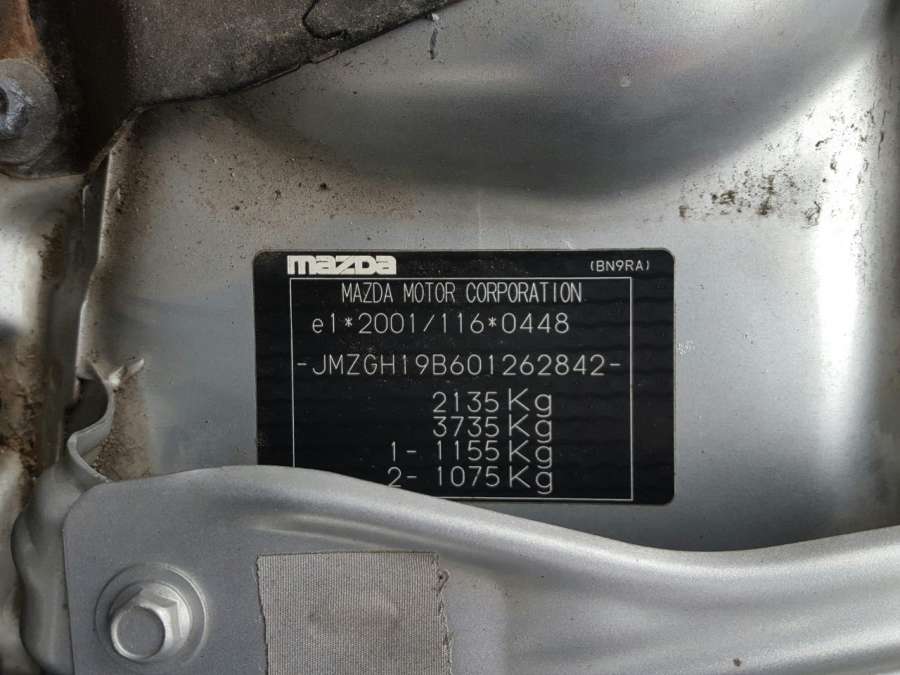 mazda (BN9RA)
MAZDA MOTOR CORPORATION
e1*2001/116*0448
-JMZGH19B601262842-
2135Kg
3735Kg
1- 1155Kg
2- 1075Kg